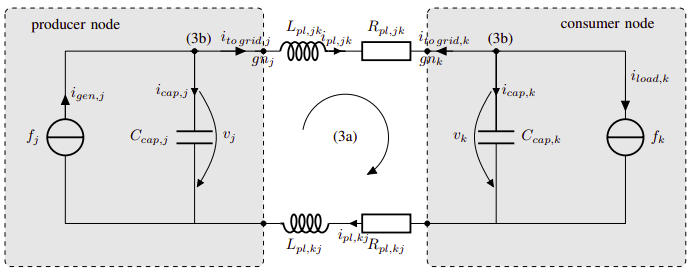 producer node
consumer node
L_{pl,jk} R_{pl,jk}
(3b) i_{to grid,j} i_{pl,jk} i_{to grid,k} (3b)
gn_j gn_k
i_{gen,j} i_{cap,j} i_{cap,k} i_{load,k}
f_j C_{cap,j} v_j (3a) v_k C_{cap,k} f_k
i_{pl,kj}
L_{pl,kj} R_{pl,kj}